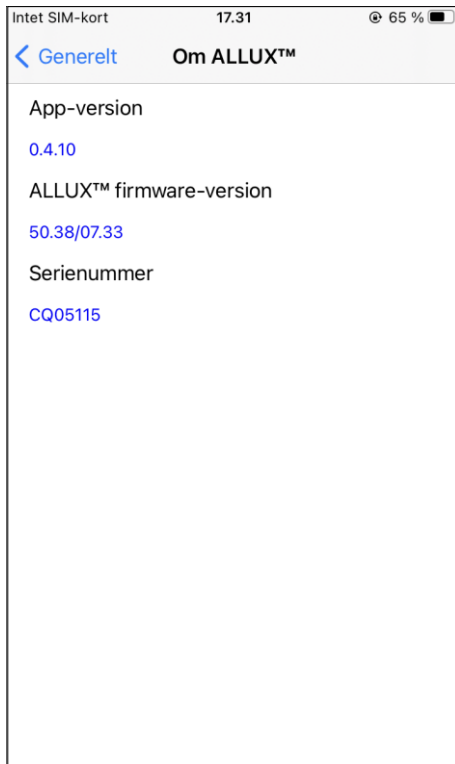 Intet SIM-kort 17.31 65 %
Generelt Om ALLUX™
App-version
0.4.10
ALLUX™ firmware-version
50.38/07.33
Serienummer
CQ05115